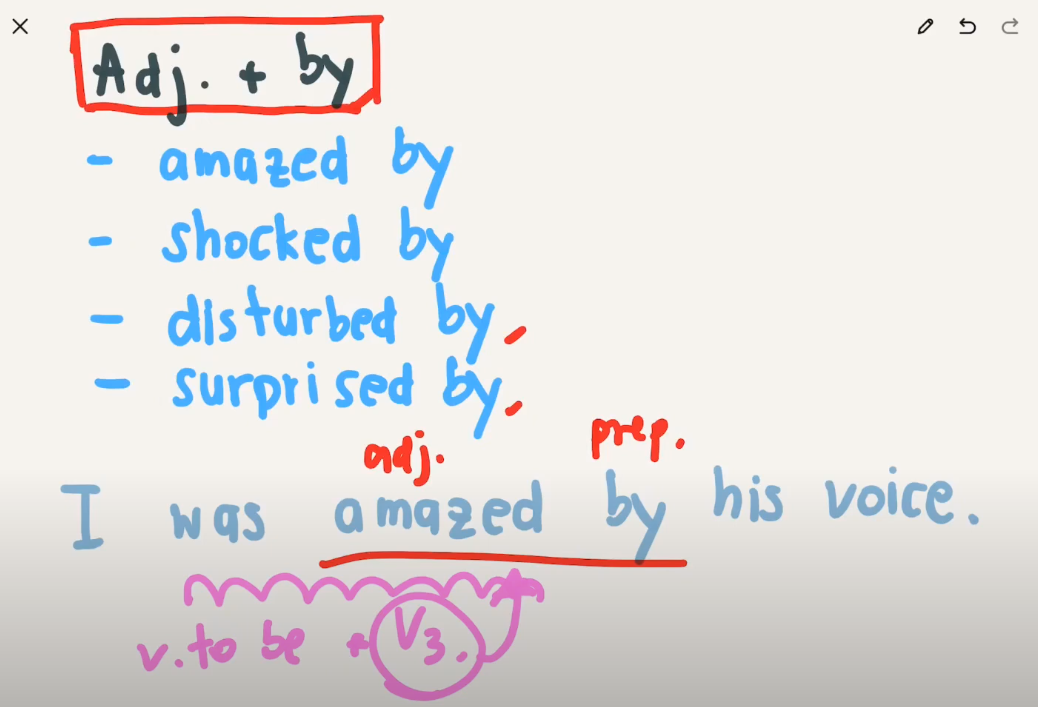 Adj. + by
- amazed by
- shocked by
- disturbed by
- surprised by
adj. prep.
I was amazed by his voice.
v. to be + V3.